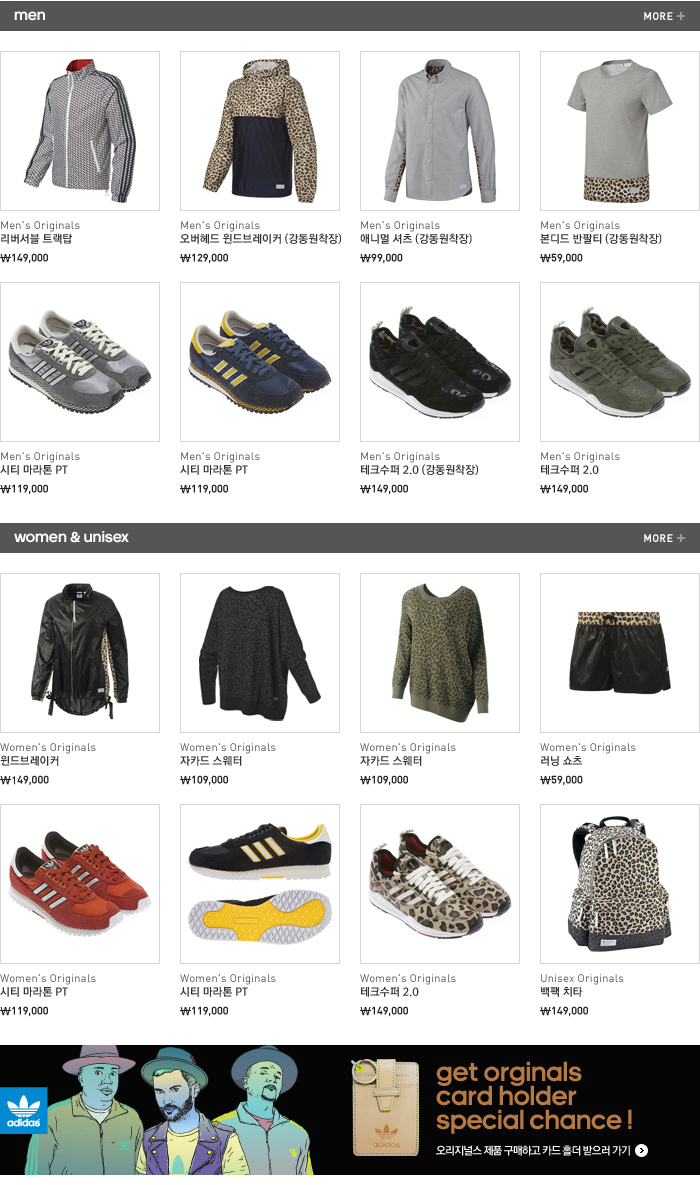 men
MORE +
Men's Originals
리버서블 트랙탑
₩149,000
Men's Originals
오버헤드 윈드브레이커 (강동원착장)
₩129,000
Men's Originals
애니멀 셔츠 (강동원착장)
₩99,000
Men's Originals
본디드 반팔티 (강동원착장)
₩59,000
Men's Originals
시티 마라톤 PT
₩119,000
Men's Originals
시티 마라톤 PT
₩119,000
Men's Originals
테크수퍼 2.0 (강동원착장)
₩149,000
Men's Originals
테크수퍼 2.0
₩149,000
women & unisex
MORE +
Women's Originals
윈드브레이커
₩149,000
Women's Originals
자카드 스웨터
₩109,000
Women's Originals
자카드 스웨터
₩109,000
Women's Originals
러닝 쇼츠
₩59,000
Women's Originals
시티 마라톤 PT
₩119,000
Women's Originals
시티 마라톤 PT
₩119,000
Women's Originals
테크수퍼 2.0
₩149,000
Unisex Originals
백팩 치타
₩149,000
adidas
adidas
get orginals
card holder
special chance !
오리지널스 제품 구매하고 카드 홀더 받으러 가기